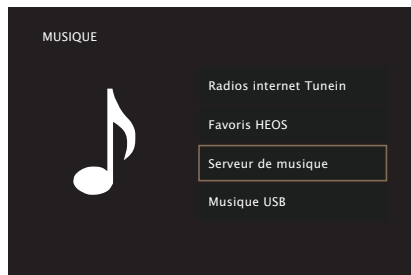 MUSIQUE
Radios internet Tunein
Favoris HEOS
Serveur de musique
Musique USB